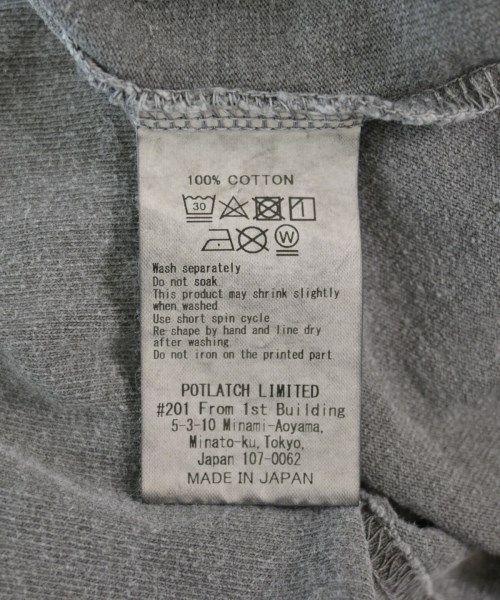 100% COTTON
30
W
Wash separately
Do not soak
This product may shrink slightly
when washed
Use short spin cycle
Re-shape by hand and line dry
after washing
Do not iron on the printed part
POTLATCH LIMITED
#201 From 1st Building
5-3-10 Minami-Aoyama,
Minato-ku,Tokyo,
Japan 107-0062
MADE IN JAPAN